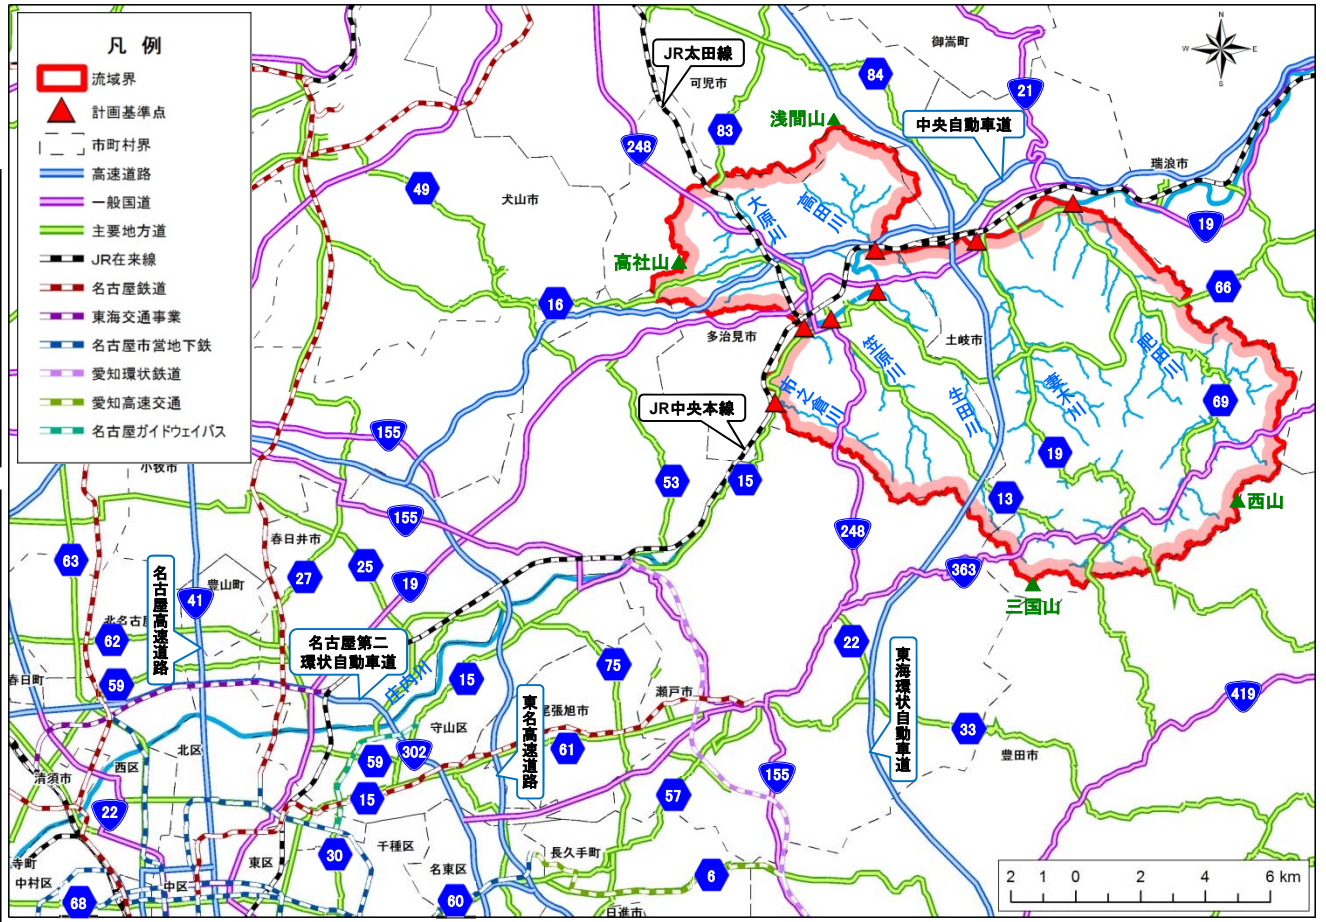 凡 例
流域界
計画基準点
市町村界
高速道路
一般国道
主要地方道
JR在来線
名古屋鉄道
東海交通事業
名古屋市営地下鉄
愛知環状鉄道
愛知高速交通
名古屋ガイドウェイバス
JR太田線
可児市
御嵩町
N
W
E
S
84
21
浅間山
中央自動車道
83
248
瑞浪市
49
犬山市
大原川
高田川
19
高社山
16
66
多治見市
土岐市
笠原川
肥田川
妻木川
生田川
市之倉川
69
JR中央本線
155
19
53
15
13
西山
小牧市
155
248
春日井市
63
名古屋高速道路
豊山町
27
25
19
363
三国山
41
北名古屋
62
名古屋第二
環状自動車道
庄内川
15
75
22
東海環状自動車道
春日町
59
瀬戸市
419
東名高速道路
尾張旭市
守山区
33
豊田市
北区
西区
清須市
59
302
61
155
22
15
57
千種区
長久手町
30
名東区
東区
寺町
中村区
中区
68
60
6
日進市
2
1
0
2
4
6 km